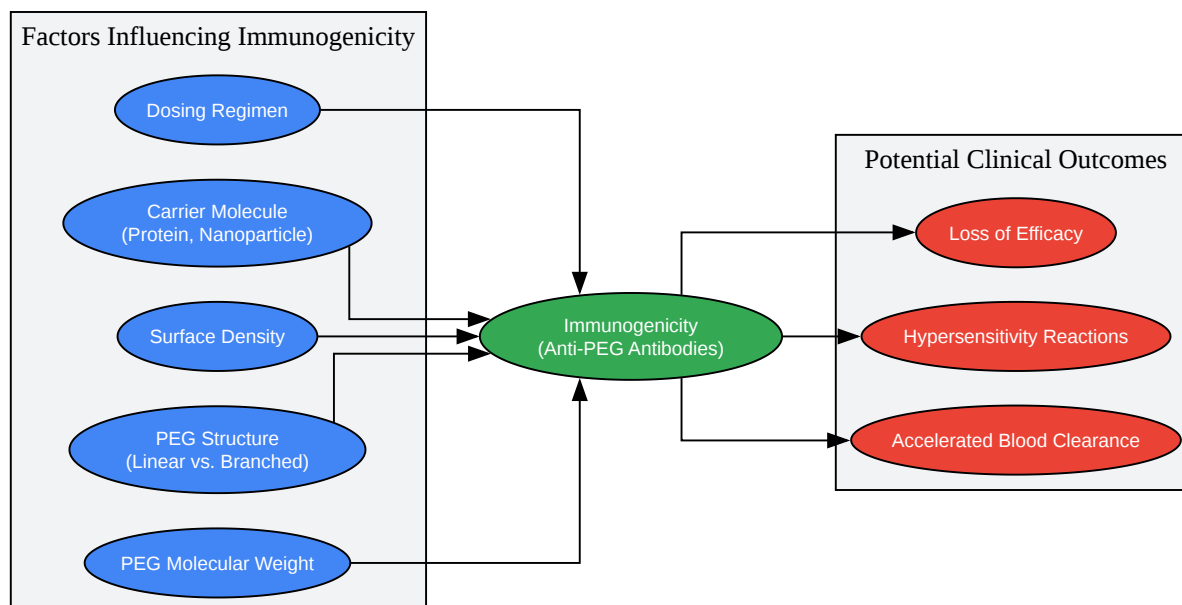 Factors Influencing Immunogenicity
Dosing Regimen
Carrier Molecule
(Protein, Nanoparticle)
Surface Density
PEG Structure
(Linear vs. Branched)
PEG Molecular Weight
Immunogenicity
(Anti-PEG Antibodies)
Potential Clinical Outcomes
Loss of Efficacy
Hypersensitivity Reactions
Accelerated Blood Clearance